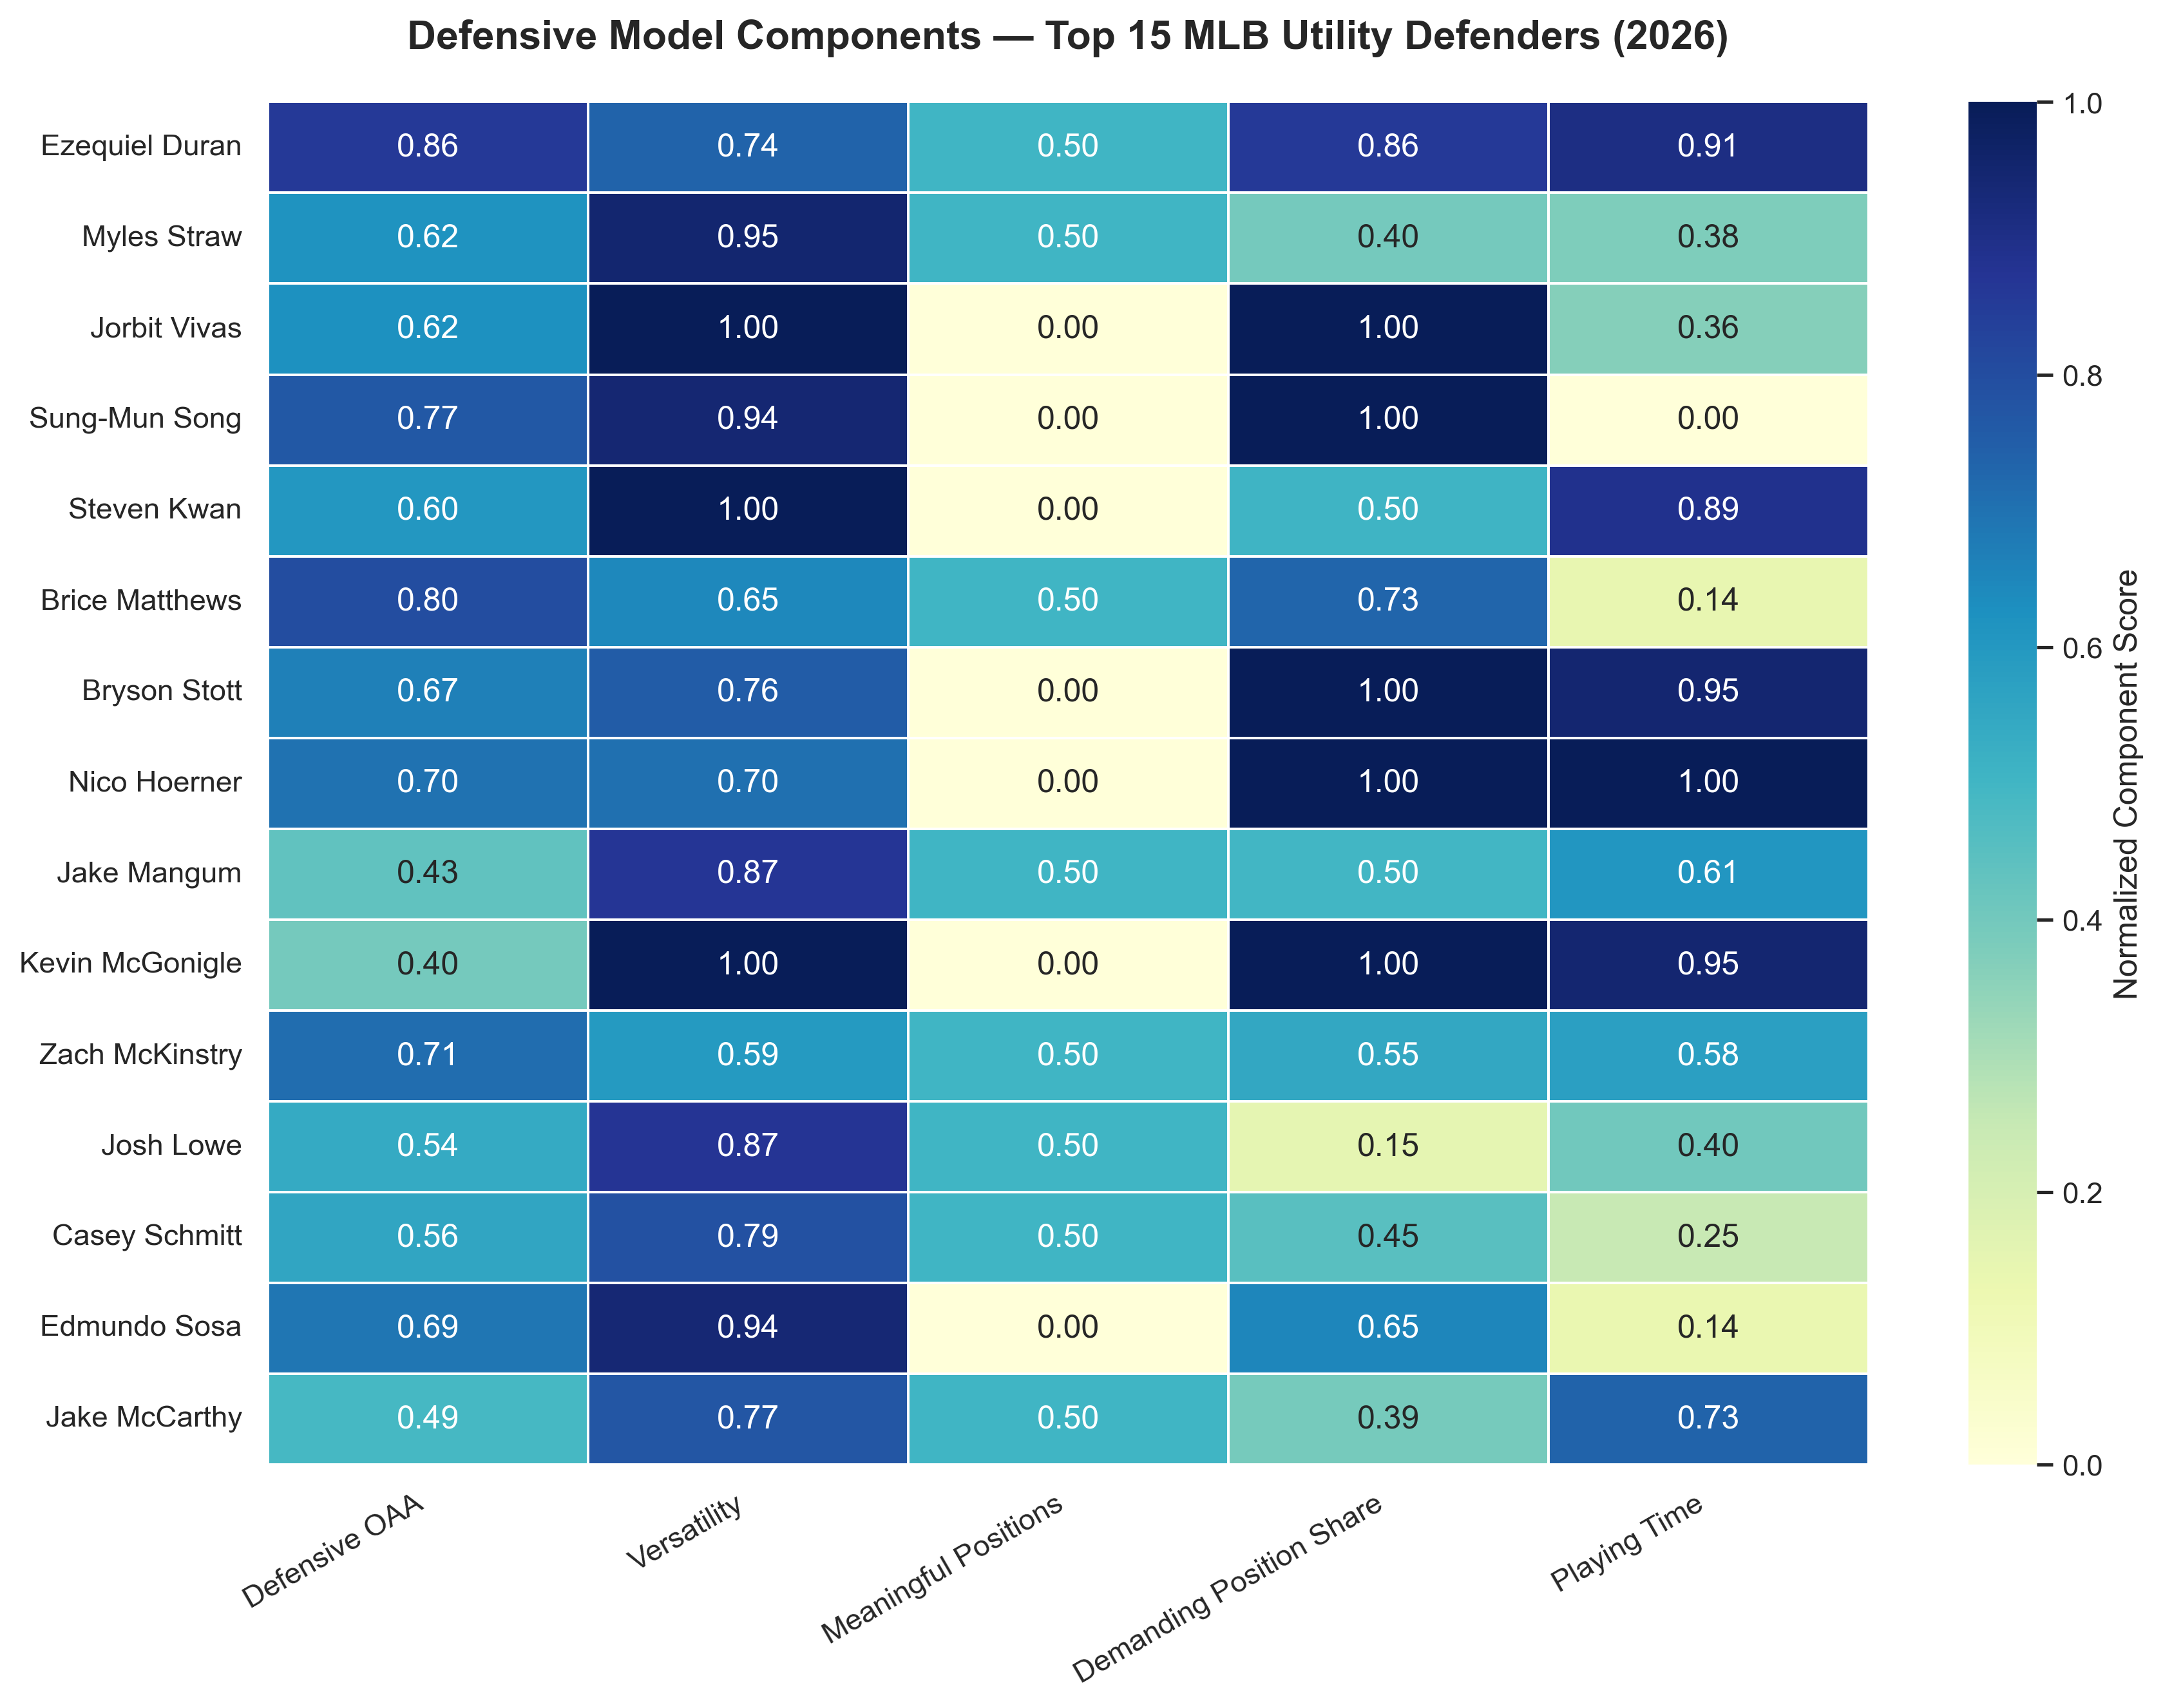 Defensive Model Components — Top 15 MLB Utility Defenders (2026)
Ezequiel Duran 0.86 0.74 0.50 0.86 0.91
Myles Straw 0.62 0.95 0.50 0.40 0.38
Jorbit Vivas 0.62 1.00 0.00 1.00 0.36
Sung-Mun Song 0.77 0.94 0.00 1.00 0.00
Steven Kwan 0.60 1.00 0.00 0.50 0.89
Brice Matthews 0.80 0.65 0.50 0.73 0.14
Bryson Stott 0.67 0.76 0.00 1.00 0.95
Nico Hoerner 0.70 0.70 0.00 1.00 1.00
Jake Mangum 0.43 0.87 0.50 0.50 0.61
Kevin McGonigle 0.40 1.00 0.00 1.00 0.95
Zach McKinstry 0.71 0.59 0.50 0.55 0.58
Josh Lowe 0.54 0.87 0.50 0.15 0.40
Casey Schmitt 0.56 0.79 0.50 0.45 0.25
Edmundo Sosa 0.69 0.94 0.00 0.65 0.14
Jake McCarthy 0.49 0.77 0.50 0.39 0.73
Defensive OAA
Versatility
Meaningful Positions
Demanding Position Share
Playing Time
1.0
0.8
0.6
0.4
0.2
0.0
Normalized Component Score